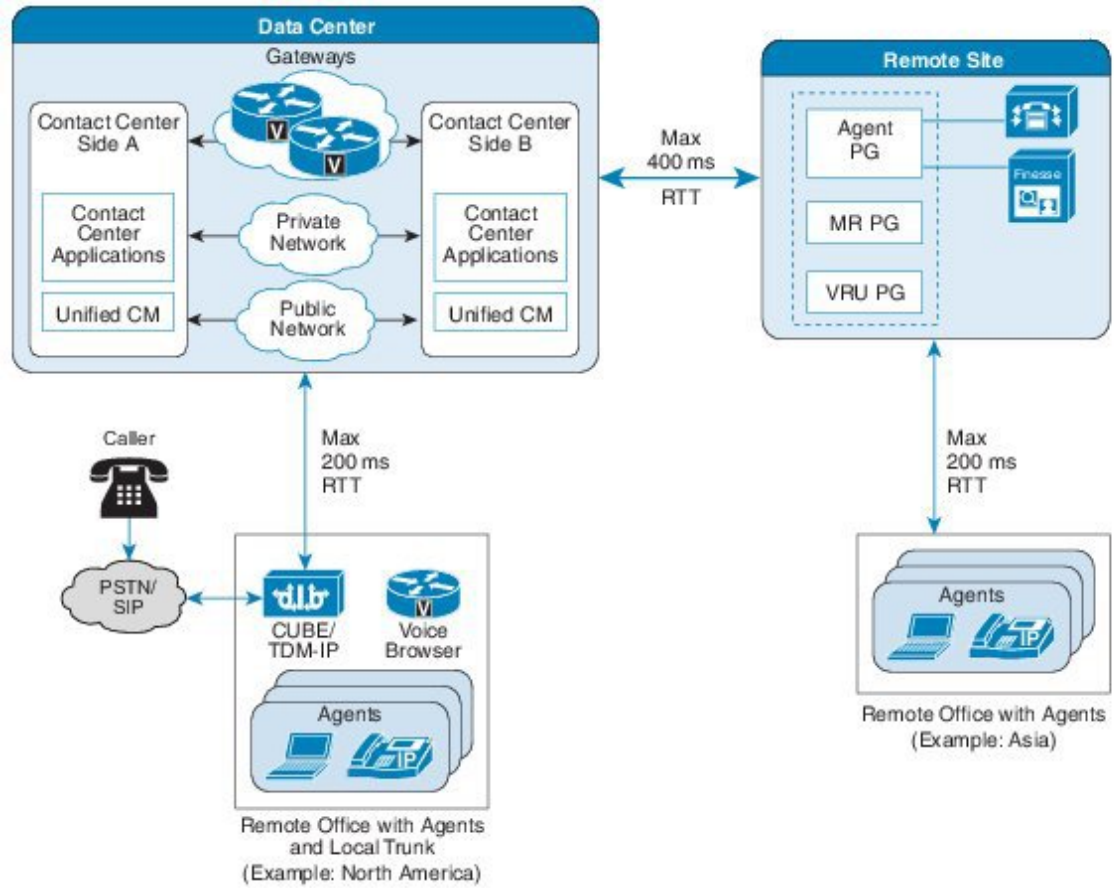 Data Center
Gateways
Contact Center
Side A
V
V
Contact Center
Side B
Contact
Center
Applications
Private
Network
Contact
Center
Applications
Unified CM
Public
Network
Unified CM
Max
400 ms
RTT
Remote Site
Agent
PG
Finesse
MR PG
VRU PG
Caller
Max
200 ms
RTT
Max
200 ms
RTT
PSTN/
SIP
CUBE/
TDM-IP
V
Voice
Browser
Agents
IP
Remote Office with Agents
and Local Trunk
(Example: North America)
Agents
IP
Remote Office with Agents
(Example: Asia)